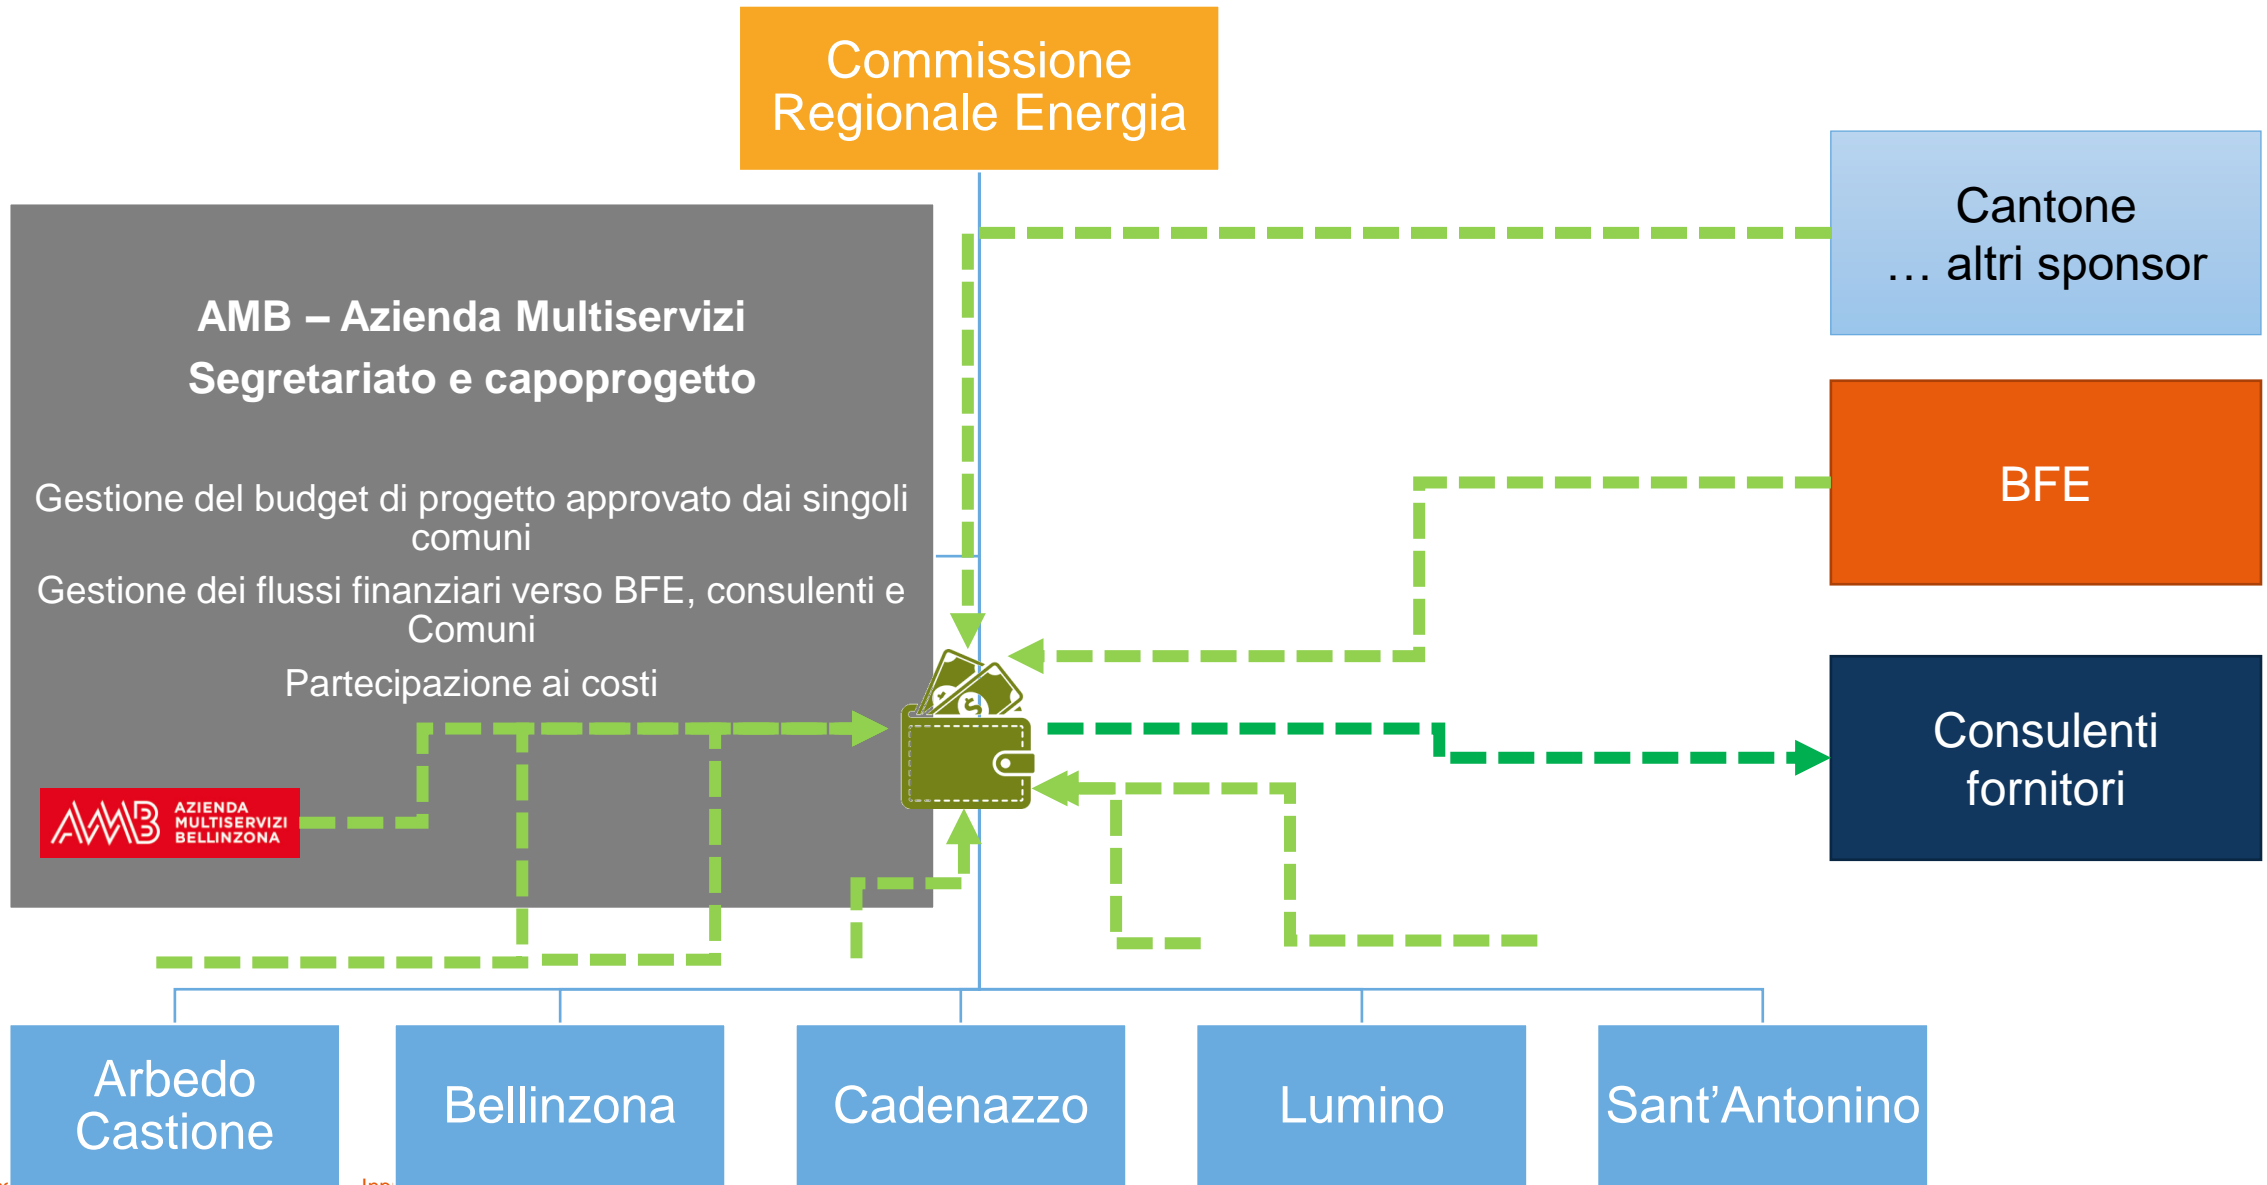 Commissione
Regionale Energia
Cantone
… altri sponsor
AMB – Azienda Multiservizi
Segretariato e capoprogetto
Gestione del budget di progetto approvato dai singoli
comuni
Gestione dei flussi finanziari verso BFE, consulenti e
Comuni
Partecipazione ai costi
BFE
Consulenti
fornitori
AMB AZIENDA
MULTISERVIZI
BELLINZONA
Arbedo
Castione
Bellinzona
Cadenazzo
Lumino
Sant’Antonino